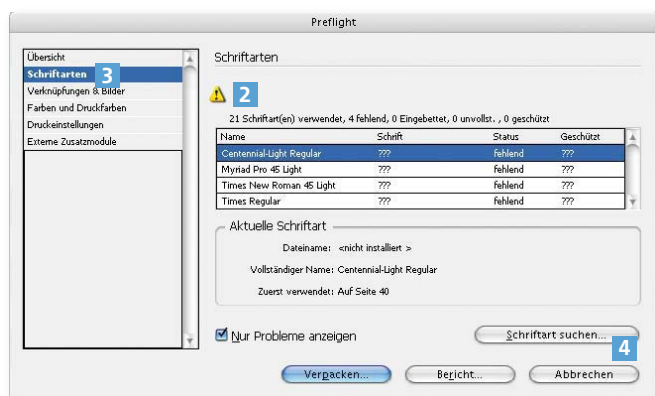 Preflight
Übersicht
Schriftarten 3
Verknüpfungen & Bilder
Farben und Druckfarben
Druckeinstellungen
Externe Zusatzmodule
Schriftarten
2
21 Schriftart(en) verwendet, 4 fehlend, 0 Eingebettet, 0 unvollst. , 0 geschützt
Name Schrift Status Geschützt
Centennial-Light Regular ??? fehlend ???
Myriad Pro 45 Light ??? fehlend ???
Times New Roman 45 Light ??? fehlend ???
Times Regular ??? fehlend ???
Aktuelle Schriftart
Dateiname: <nicht installiert >
Vollständiger Name: Centennial-Light Regular
Zuerst verwendet: Auf Seite 40
Nur Probleme anzeigen
Schriftart suchen... 4
Verpacken... Bericht... Abbrechen